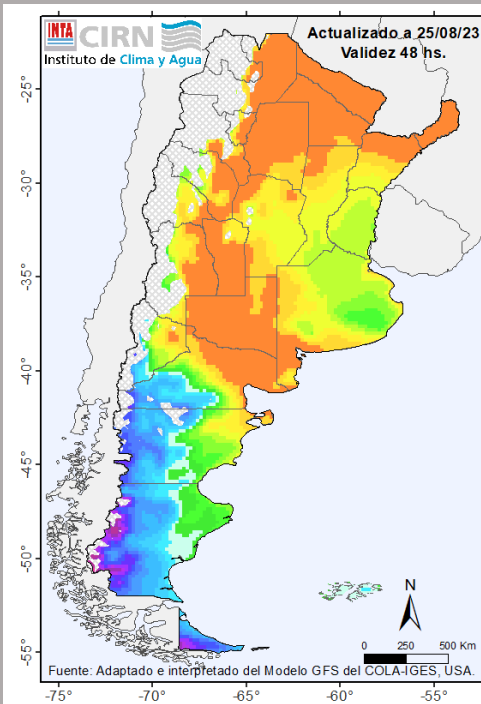 INTA CIRN
Instituto de Clima y Agua
Actualizado a 25/08/23
Validez 48 hs.
-25°
-30°
-35°
-40°
-45°
-50°
-55°
N
0 250 500 Km
Fuente: Adaptado e interpretado del Modelo GFS del COLA-IGES, USA.
-75° -70° -65° -60° -55°